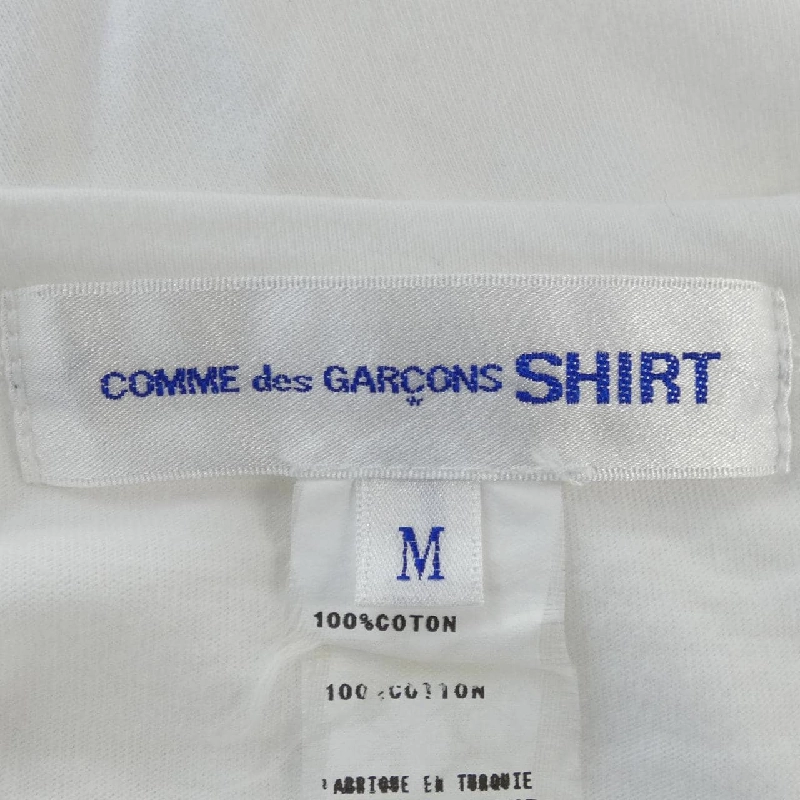 COMME des GARÇONS SHIRT
M
100%COTON
100%COTTON
FABRIQUE EN TURQUIE